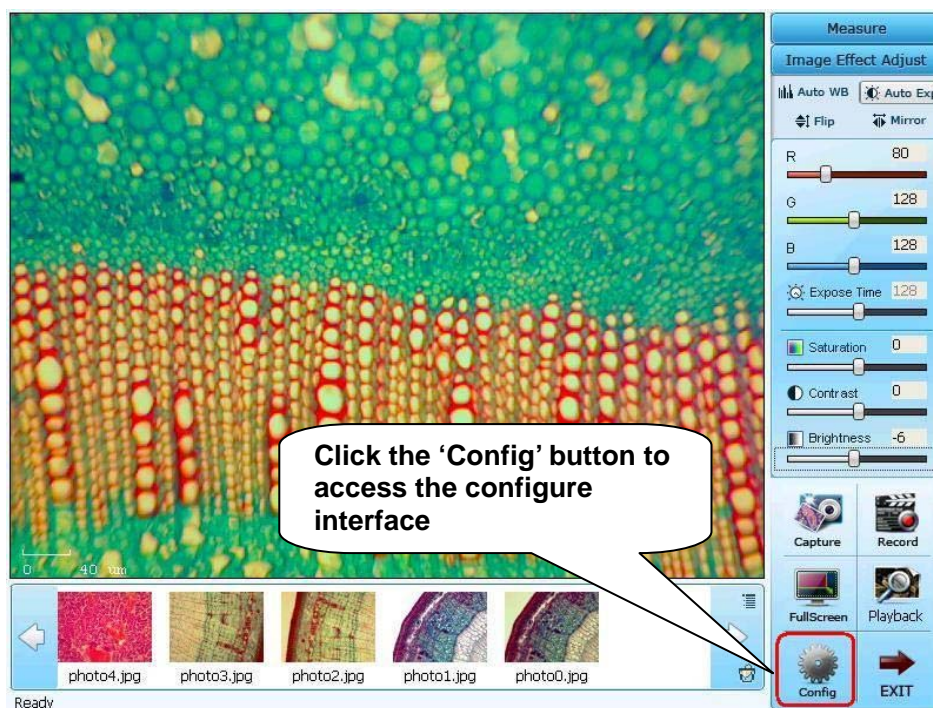 Measure
Image Effect Adjust
Auto WB
Auto Exp
Flip
Mirror
R 80
G 128
B 128
Expose Time 128
Saturation 0
Contrast 0
Brightness -6
Click the ‘Config’ button to
access the configure
interface
0 40 um
Capture
Record
FullScreen
Playback
photo4.jpg
photo3.jpg
photo2.jpg
photo1.jpg
photo0.jpg
Config
EXIT
Ready